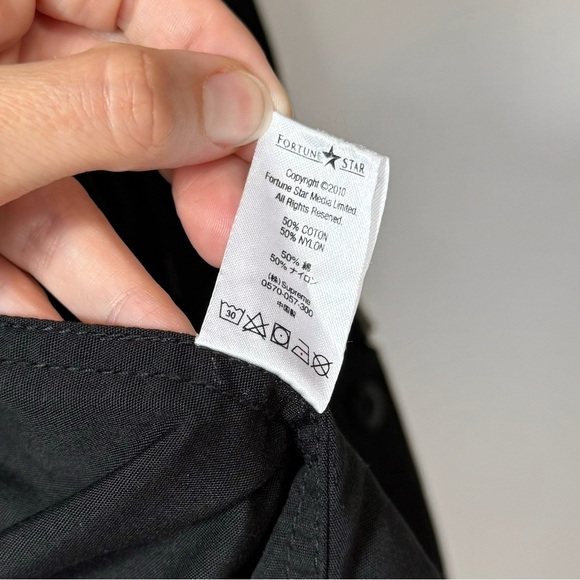 FORTUNE STAR
Copyright ©2010
Fortune Star Media Limited.
All Rights Reserved.
50% COTON
50% NYLON
50% 綿
50% ナイロン
(株) Supreme
0570-057-300
中国製
30